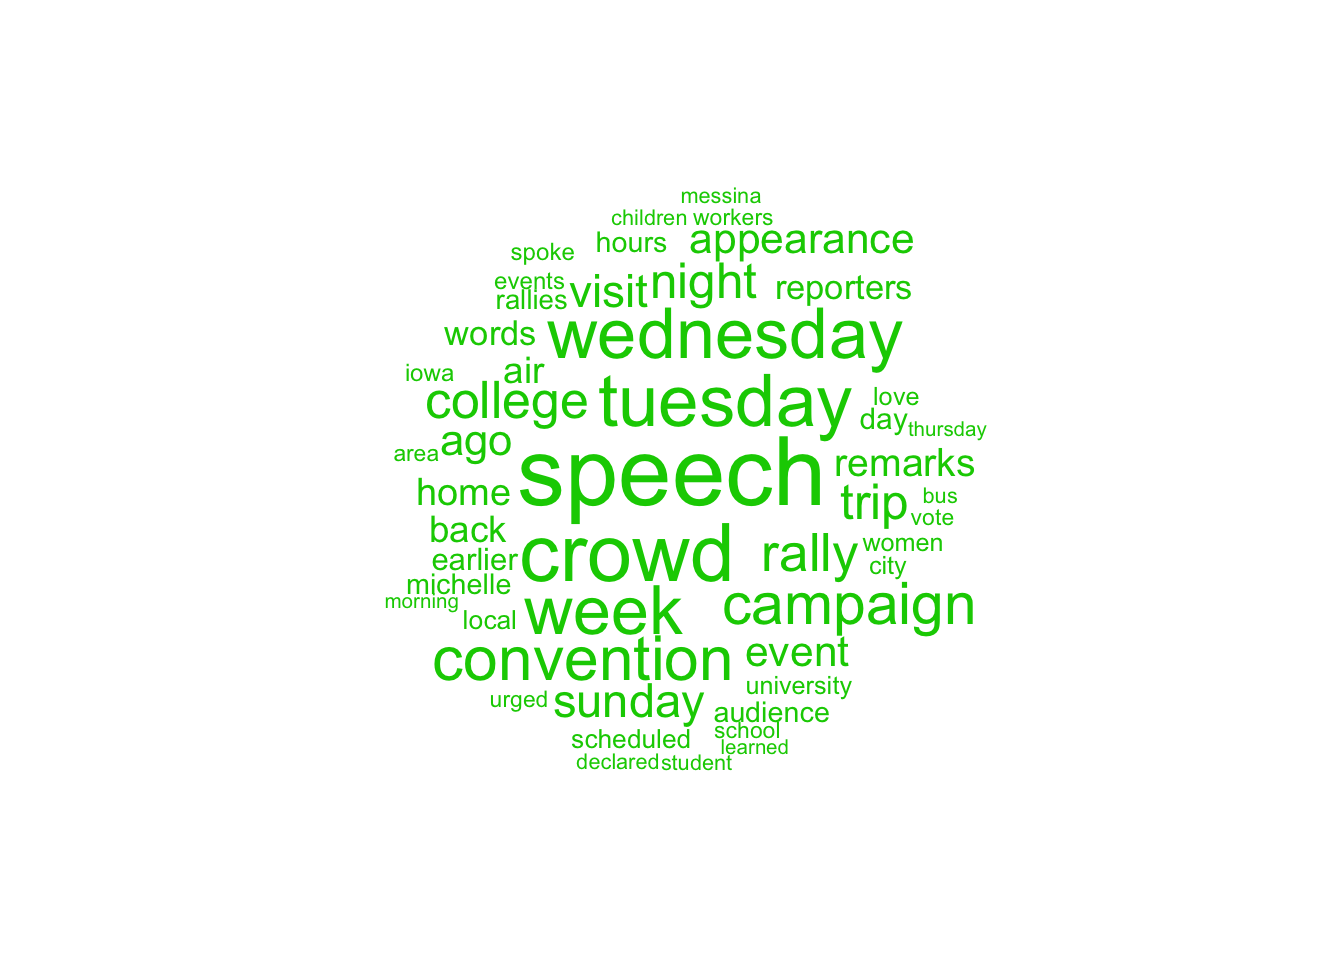 messina
children workers
hours appearance
spoke
events visit night reporters
rallies
words wednesday
iowa air
college tuesday love
day thursday
area ago speech remarks
home trip bus
vote
back crowd rally women
earlier city
michelle
morning week campaign
local
convention event
university
urged sunday audience
school
scheduled learned
declared student